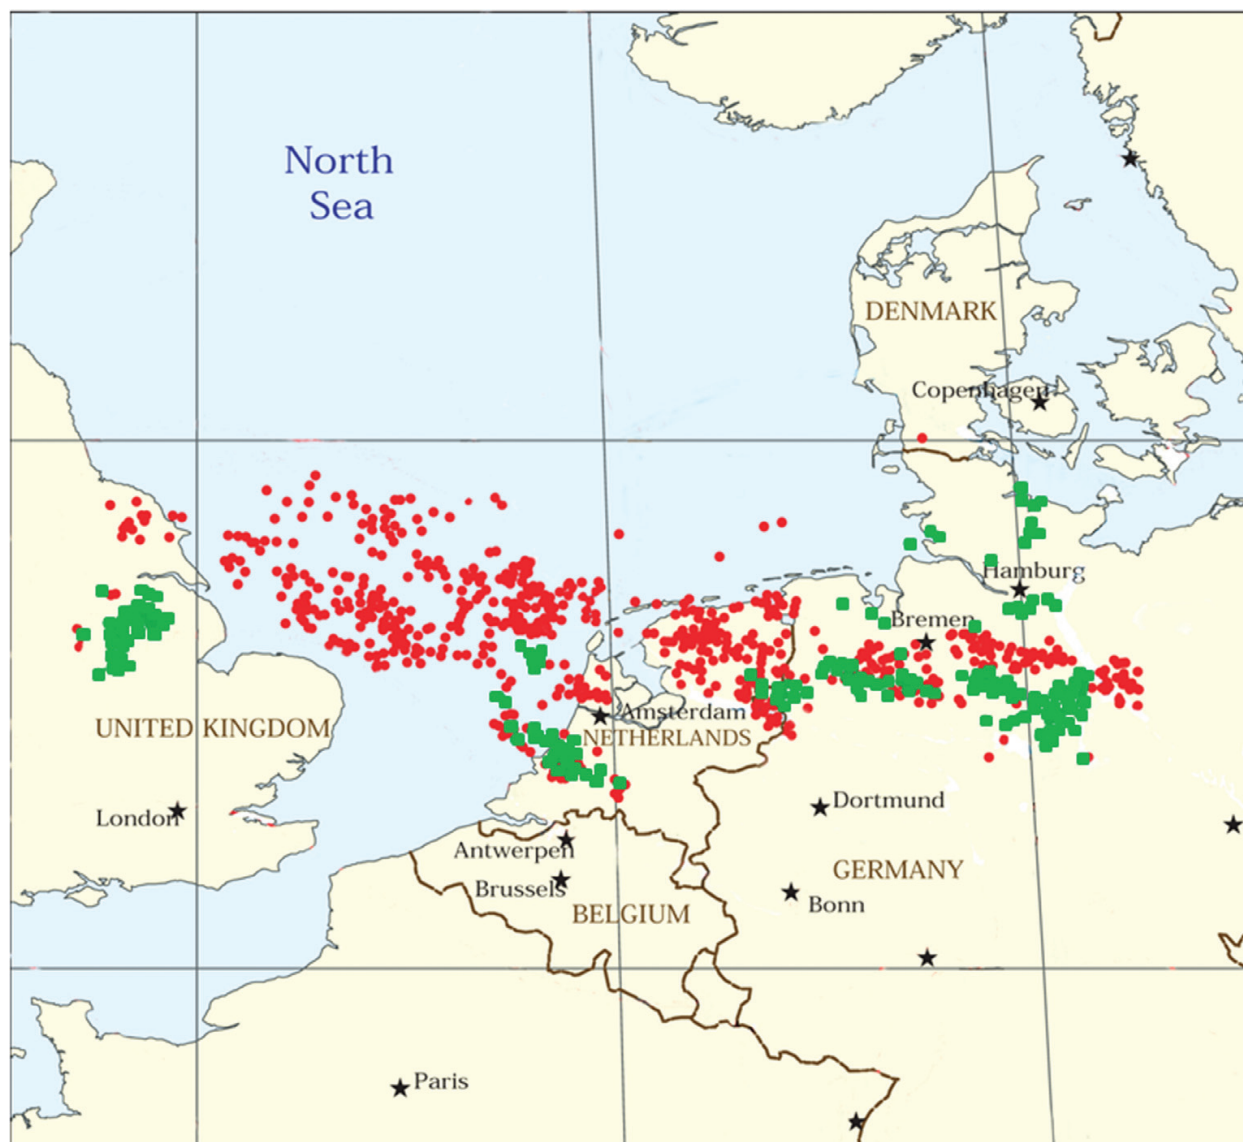 North
Sea
DENMARK
Copenhagen
Hamburg
Bremen
Amsterdam
NETHERLANDS
UNITED KINGDOM
London
Dortmund
Antwerpen
GERMANY
Brussels
Bonn
BELGIUM
Paris